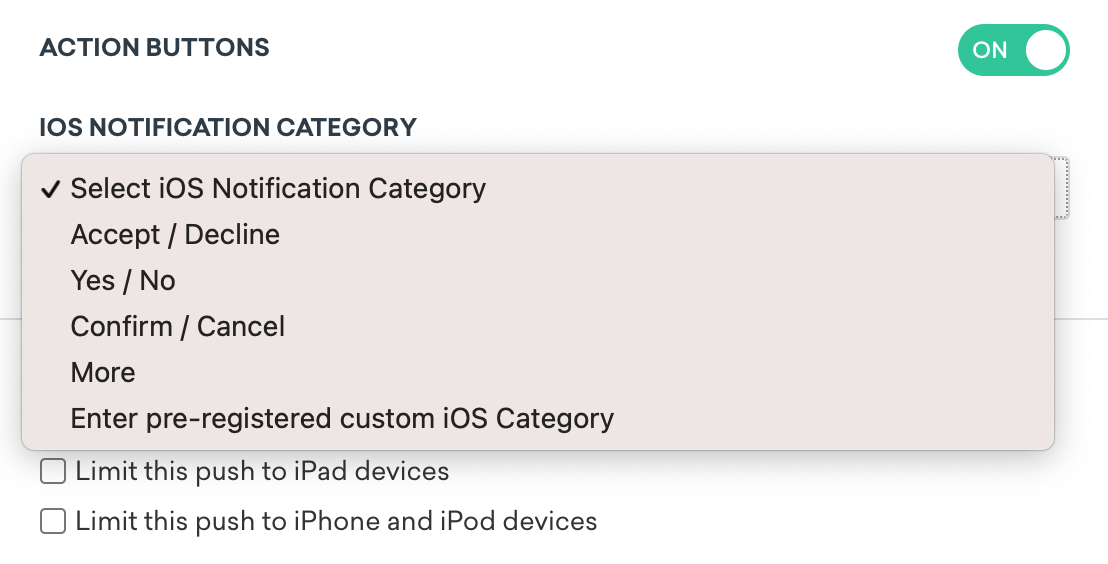 ACTION BUTTONS
ON
IOS NOTIFICATION CATEGORY
Select iOS Notification Category
Accept / Decline
Yes / No
Confirm / Cancel
More
Enter pre-registered custom iOS Category
Limit this push to iPad devices
Limit this push to iPhone and iPod devices